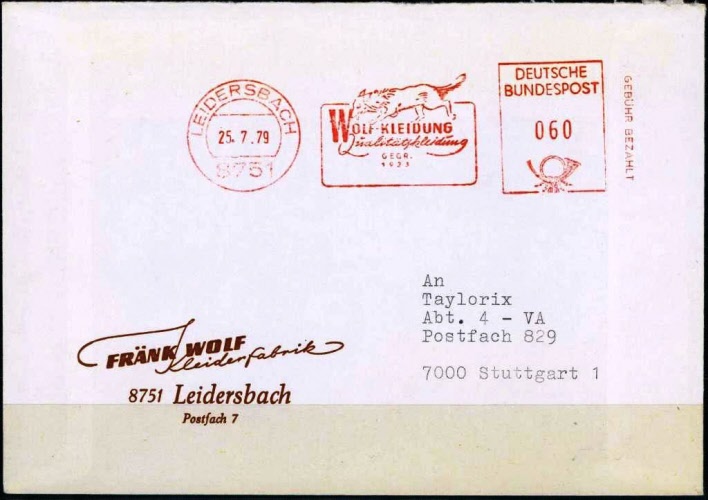 LEIDERSBACH
25.7.79
8751
WOLF-KLEIDUNG
Qualitätskleidung
GEGR.
1923
DEUTSCHE
BUNDESPOST
060
GEBÜHR BEZAHLT
An
Taylorix
Abt. 4 - VA
Postfach 829
7000 Stuttgart 1
FRÄNK WOLF
Kleiderfabrik
8751 Leidersbach
Postfach 7